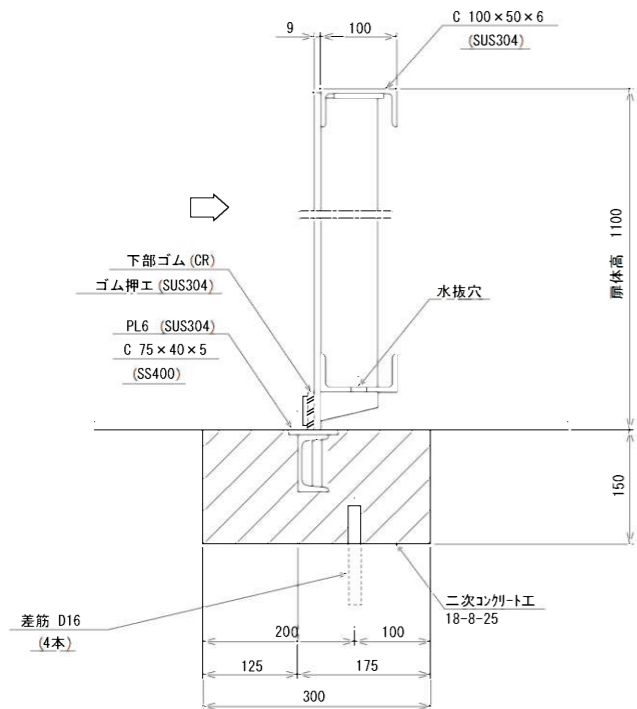 C 100×50×6
(SUS304)
9
100
下部ゴム(CR)
ゴム押エ(SUS304)
水抜穴
扉体高 1100
PL6 (SUS304)
C 75×40×5
(SS400)
150
二次コンクリート工
18-8-25
差筋 D16
(4本)
200
100
125
175
300